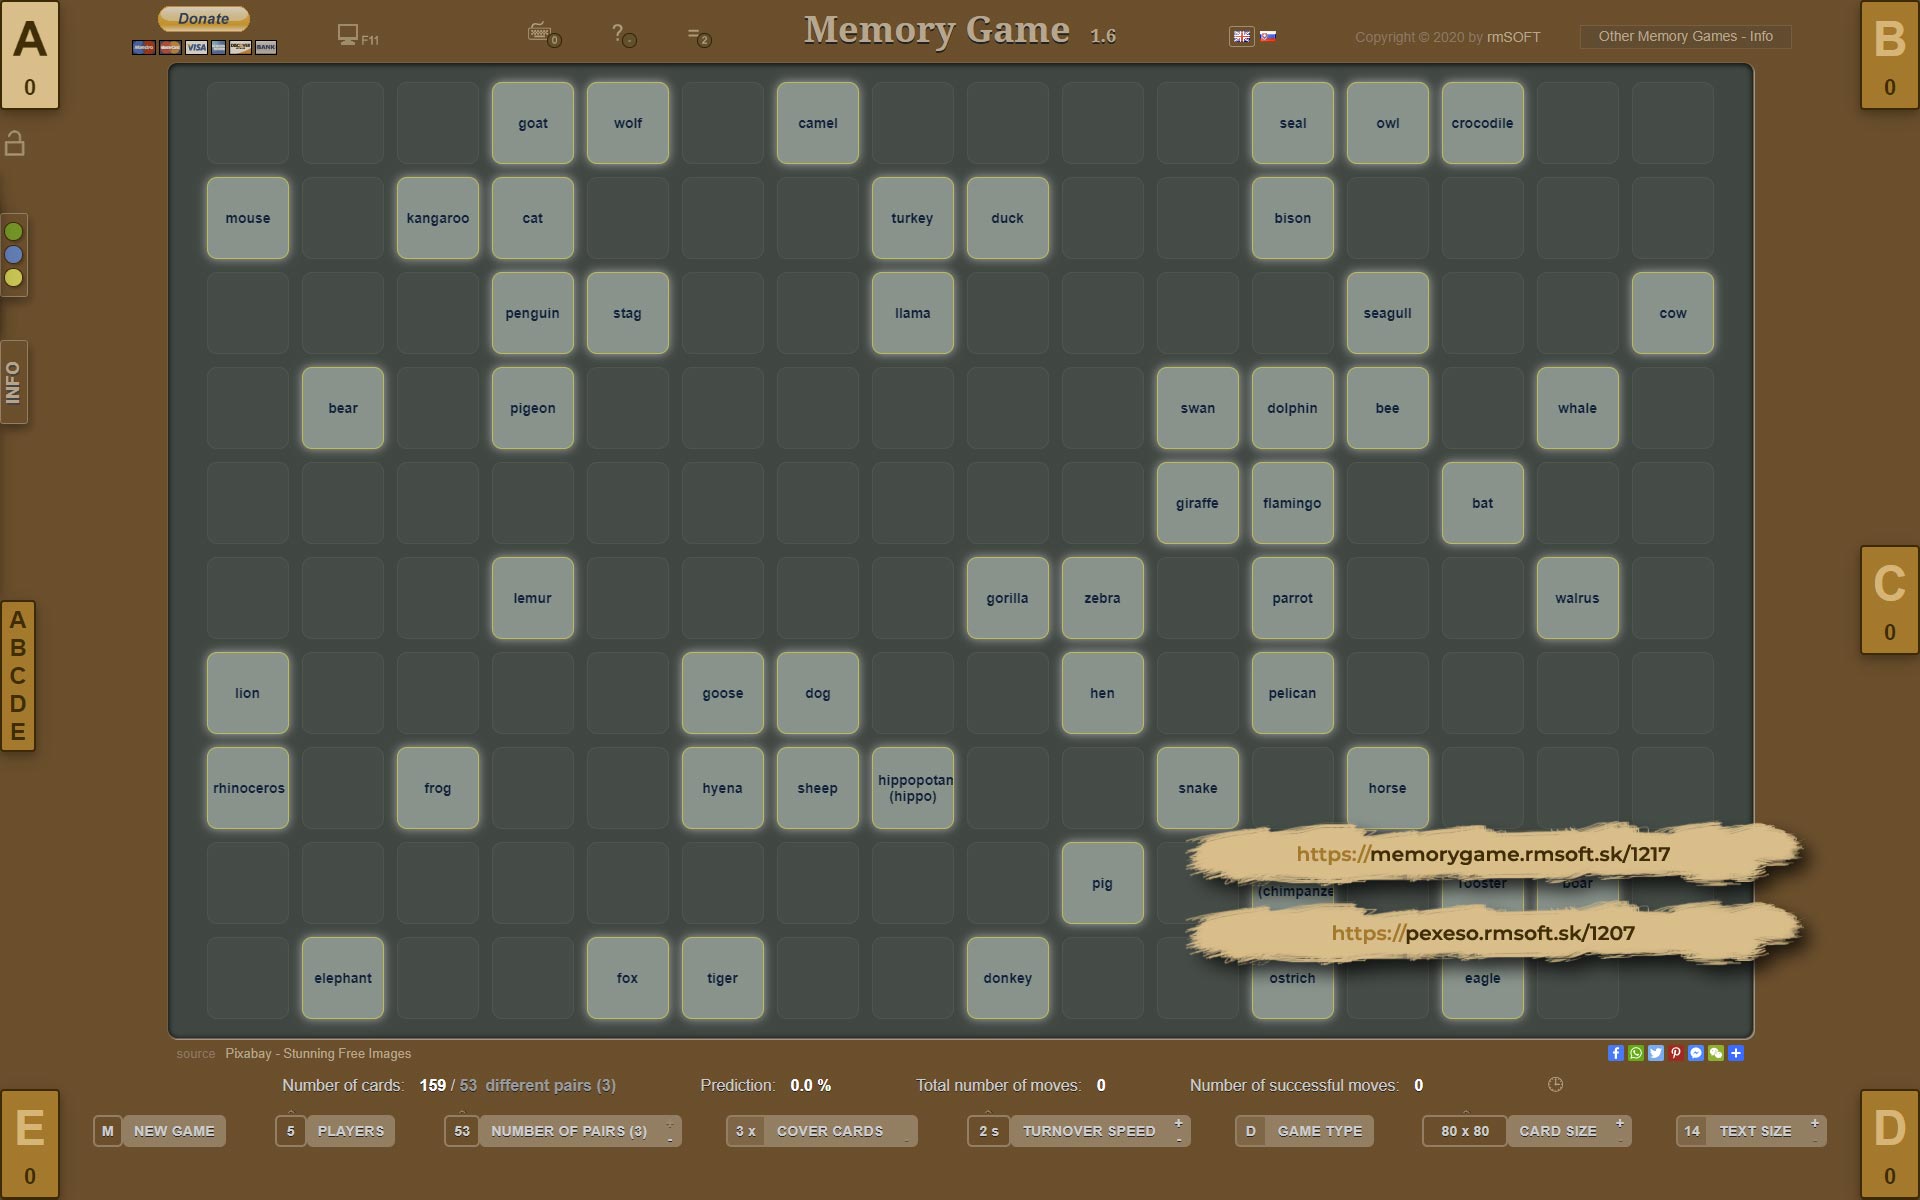 A
0
Donate
Maestro MasterCard VISA DISCOVER BANK
F11
0
? -
= 2
Memory Game 1.6
Copyright © 2020 by rmSOFT
Other Memory Games - Info
B
0
goat wolf camel seal owl crocodile
mouse kangaroo cat turkey duck bison
penguin stag llama seagull cow
INFO
bear pigeon swan dolphin bee whale
giraffe flamingo bat
lemur gorilla zebra parrot walrus
C
0
A
B
C
D
E
lion goose dog hen pelican
rhinoceros frog hyena sheep hippopotan
(hippo)
snake horse
https://memorygame.rmsoft.sk/1217
pig (chimpanze rooster boar
https://pexeso.rmsoft.sk/1207
elephant fox tiger donkey ostrich eagle
source Pixabay - Stunning Free Images
Number of cards: 159 / 53 different pairs (3) Prediction: 0.0 % Total number of moves: 0 Number of successful moves: 0
E
0
M NEW GAME 5 PLAYERS 53 NUMBER OF PAIRS (3) + - 3 x COVER CARDS - 2 s TURNOVER SPEED + - D GAME TYPE 80 x 80 CARD SIZE + - 14 TEXT SIZE + -
D
0